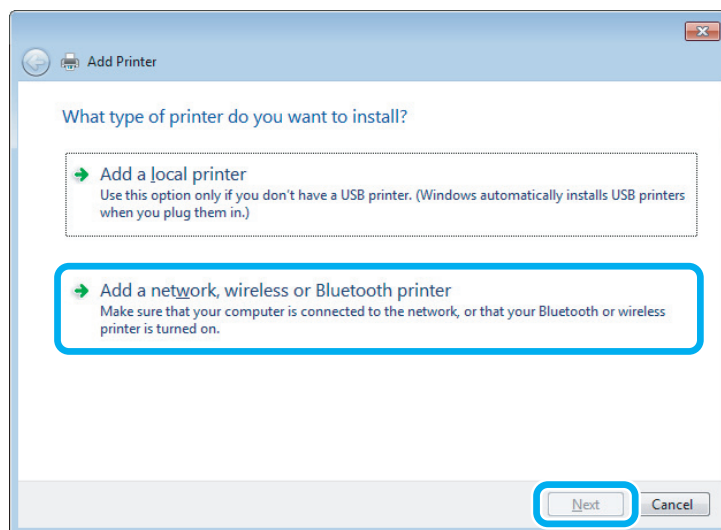 Add Printer
What type of printer do you want to install?
Add a local printer
Use this option only if you don't have a USB printer. (Windows automatically installs USB printers
when you plug them in.)
Add a network, wireless or Bluetooth printer
Make sure that your computer is connected to the network, or that your Bluetooth or wireless
printer is turned on.
Next Cancel